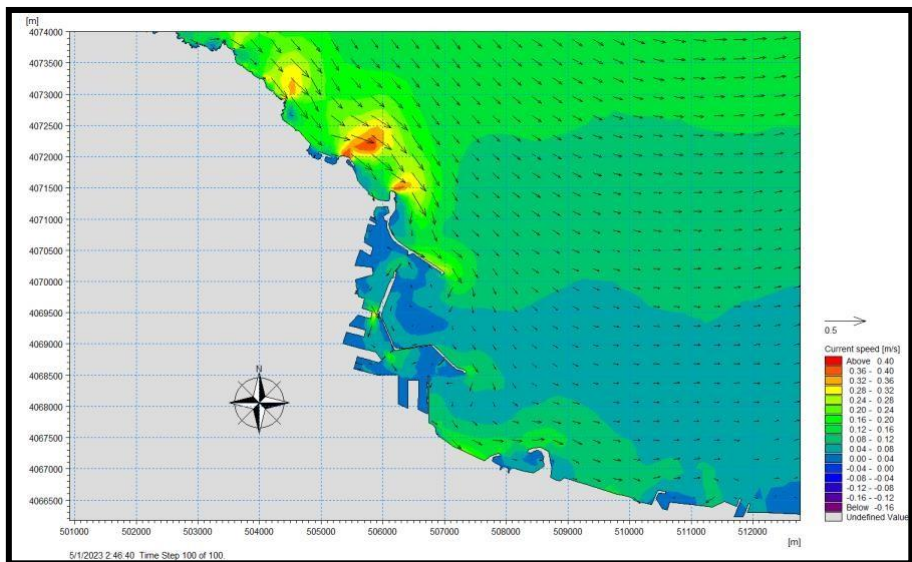 [m]
4074000
4073500
4073000
4072500
4072000
4071500
4071000
4070500
4070000
4069500
4069000
4068500
4068000
4067500
4067000
4066500
N
501000 502000 503000 504000 505000 506000 507000 508000 509000 510000 511000 512000
[m]
0.5
Current speed [m/s]
Above 0.40
0.36 - 0.40
0.32 - 0.36
0.28 - 0.32
0.24 - 0.28
0.20 - 0.24
0.16 - 0.20
0.12 - 0.16
0.08 - 0.12
0.04 - 0.08
0.00 - 0.04
-0.04 - 0.00
-0.08 - -0.04
-0.12 - -0.08
-0.16 - -0.12
Below -0.16
Undefined Value
5/1/2023 2:46:40 Time Step 100 of 100.